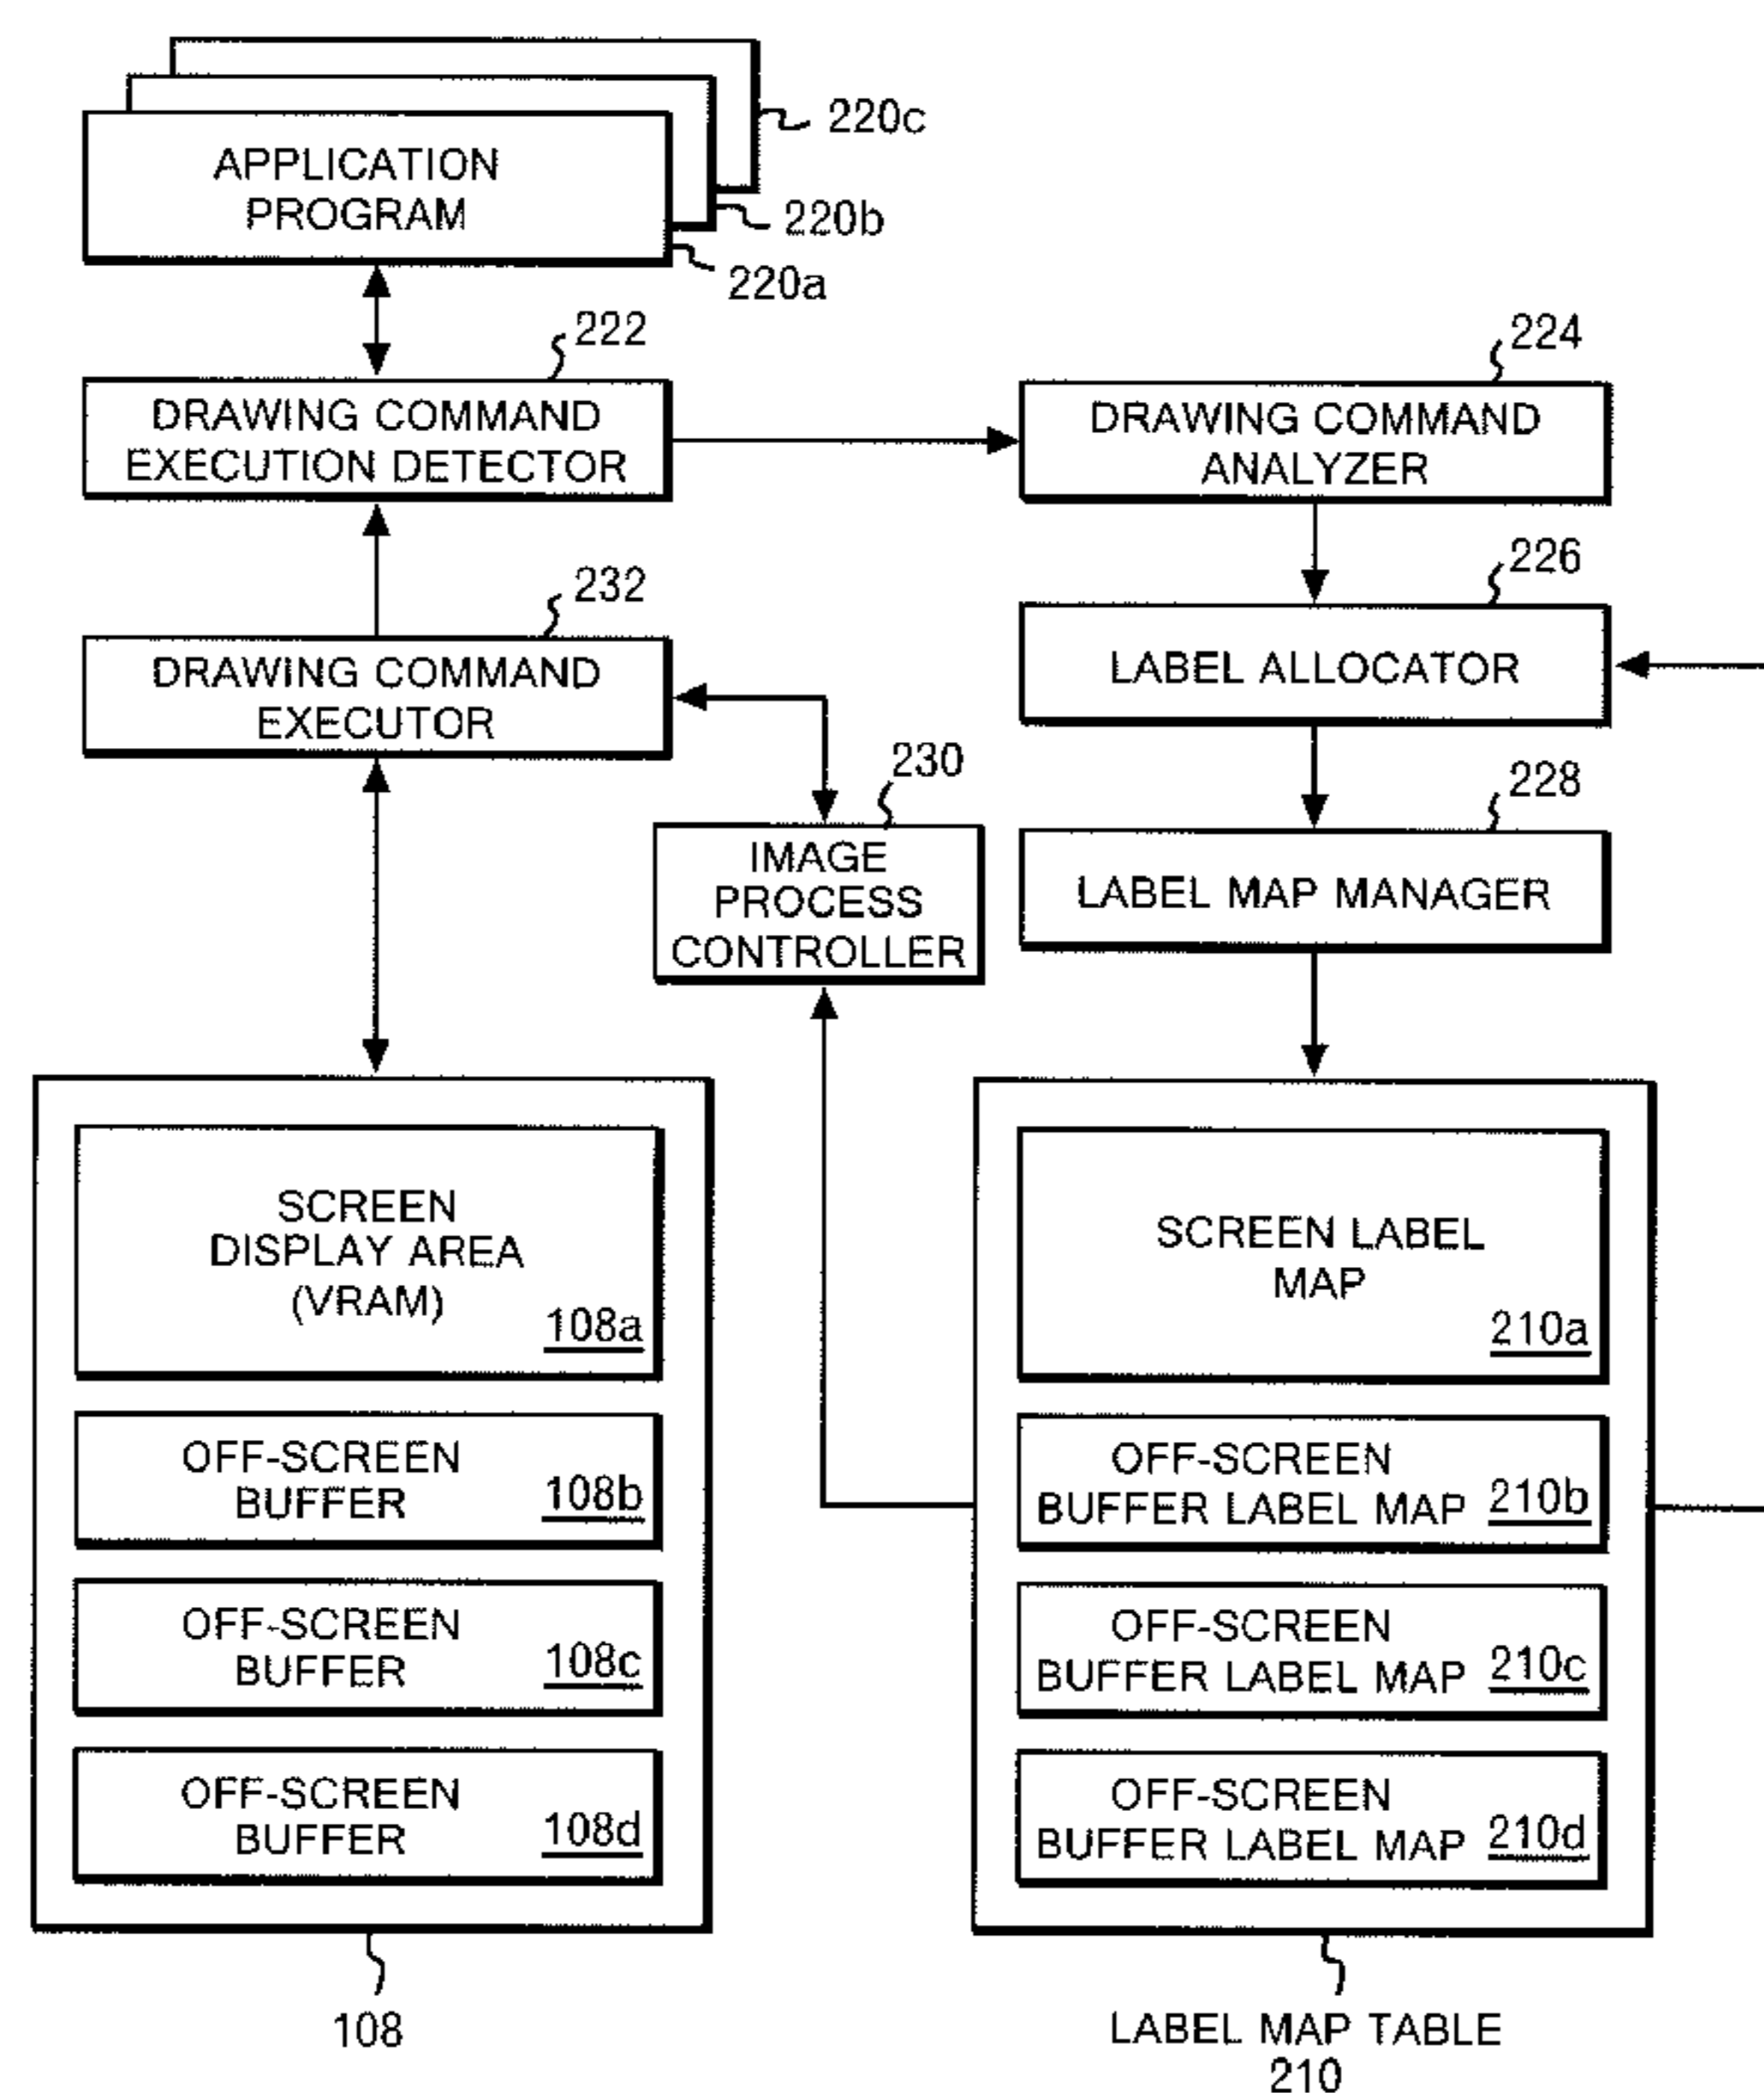 220c
APPLICATION
PROGRAM
220b
220a
222
224
DRAWING COMMAND
EXECUTION DETECTOR
DRAWING COMMAND
ANALYZER
232
226
DRAWING COMMAND
EXECUTOR
LABEL ALLOCATOR
230
228
IMAGE
PROCESS
CONTROLLER
LABEL MAP MANAGER
SCREEN
DISPLAY AREA
(VRAM)
108a
SCREEN LABEL
MAP
210a
OFF-SCREEN
BUFFER
108b
OFF-SCREEN
BUFFER LABEL MAP
210b
OFF-SCREEN
BUFFER
108c
OFF-SCREEN
BUFFER LABEL MAP
210c
OFF-SCREEN
BUFFER
108d
OFF-SCREEN
BUFFER LABEL MAP
210d
108
LABEL MAP TABLE
210